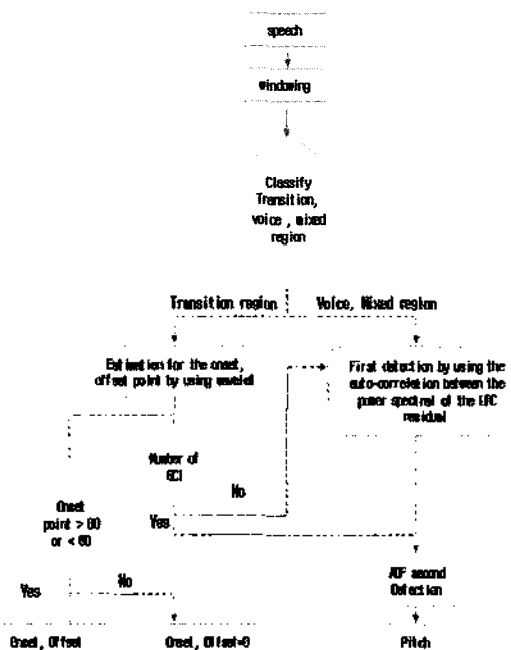 speech
windowing
Classify
Transition,
voice , mixed
region
Transition region
Voice, Mixed region
Estimation for the onset,
offset point by using wavelet
First detection by using the
auto-correlation between the
power spectral of the LPC
residual
Number of
GCI
No
Onset
point > 80
or < 80
Yes
second
Detection
Yes
No
Onset, Offset
Onset, Offset=0
Pitch